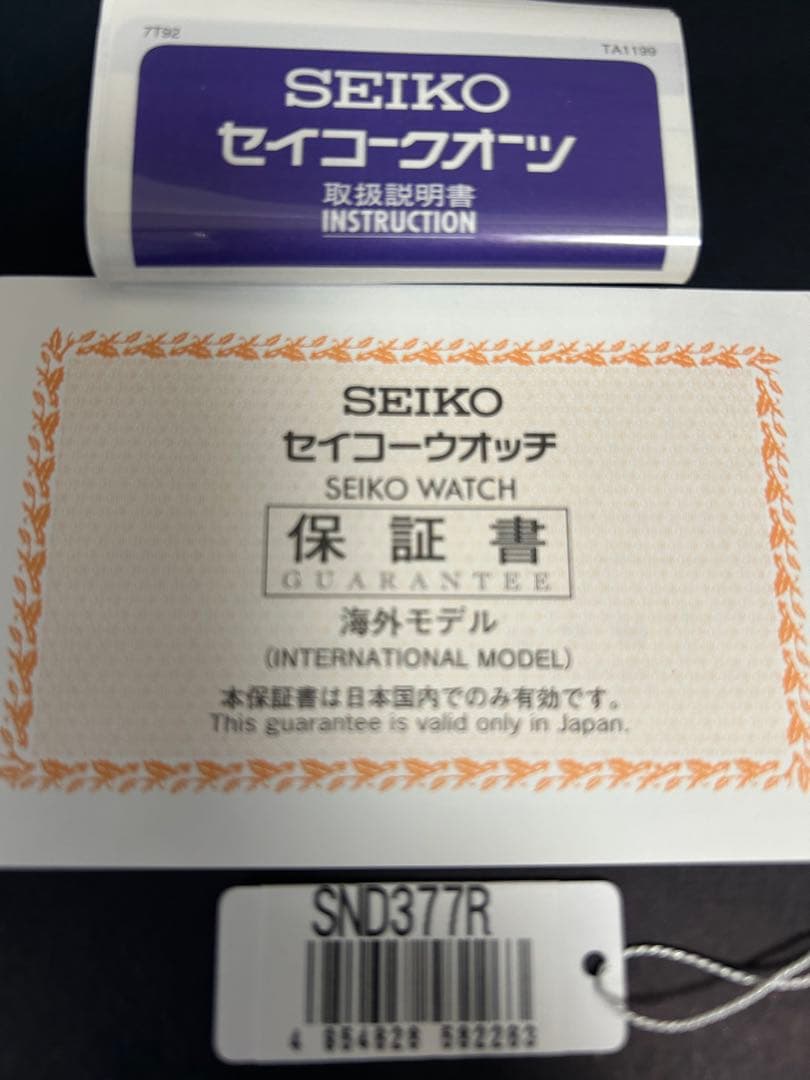 7T92
TA1199
SEIKO
セイコークオーツ
取扱説明書
INSTRUCTION
SEIKO
セイコーウオッチ
SEIKO WATCH
保証書
GUARANTEE
海外モデル
(INTERNATIONAL MODEL)
本保証書は日本国内でのみ有効です。
This guarantee is valid only in Japan.
SND377R
4 954628 582263